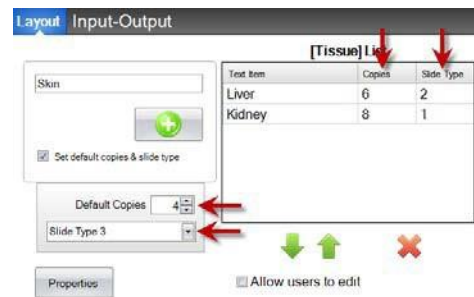 Layout Input-Output
[Tissue] List
Skin
Set default copies & slide type
Default Copies 4
Slide Type 3
Properties
Text Item Copies Slide Type
Liver 6 2
Kidney 8 1
Allow users to edit